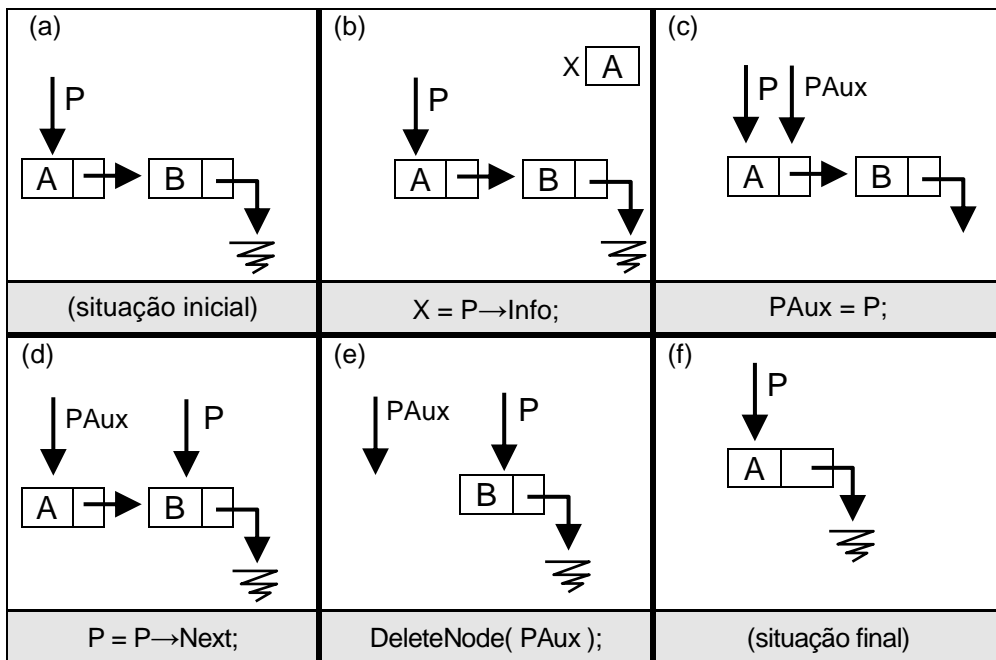 (a)
P
A B
(situação inicial)
(b)
X A
P
A B
X = P→Info;
(c)
P PAux
A B
PAux = P;
(d)
PAux P
A B
P = P→Next;
(e)
PAux P
B
DeleteNode( PAux );
(f)
P
A
(situação final)